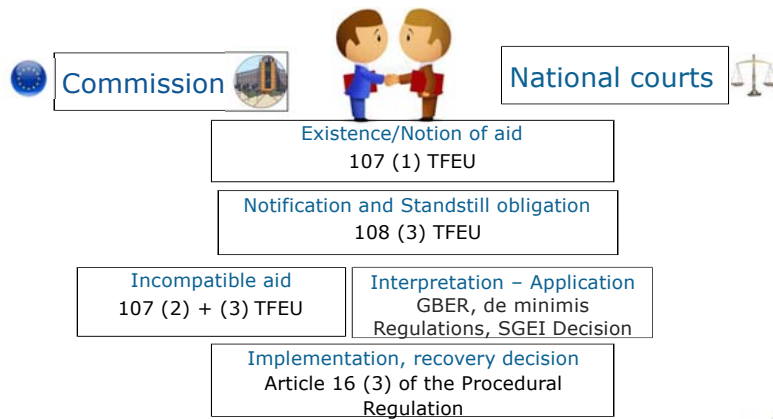 Commission
National courts
Existence/Notion of aid
107 (1) TFEU
Notification and Standstill obligation
108 (3) TFEU
Incompatible aid
107 (2) + (3) TFEU
Interpretation – Application
GBER, de minimis
Regulations, SGEI Decision
Implementation, recovery decision
Article 16 (3) of the Procedural
Regulation